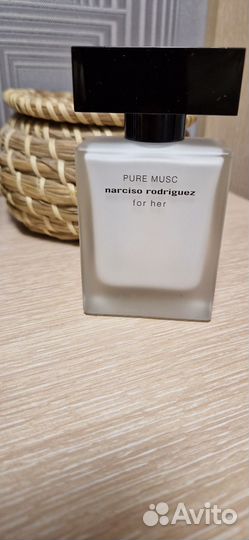 PURE MUSC
narciso rodriguez
for her
Avito